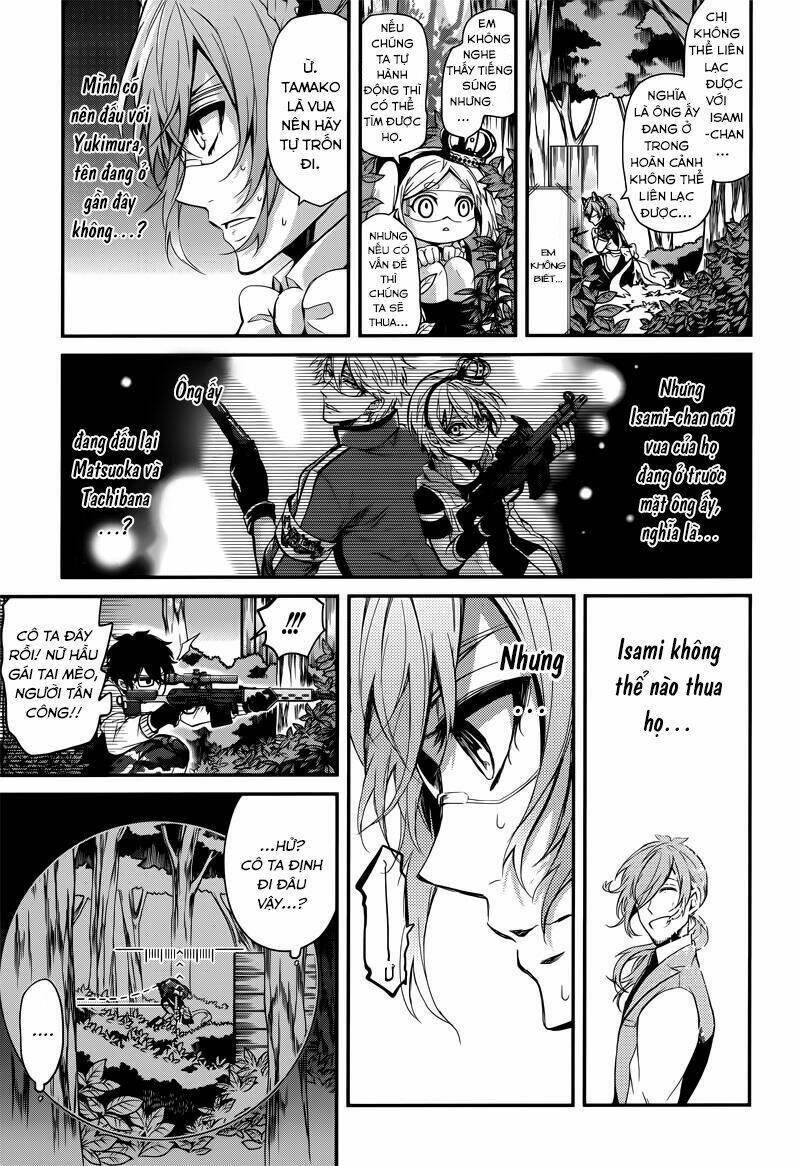 CHỊ
KHÔNG
THỂ LIÊN
LẠC ĐƯỢC
VỚI
ISAMI
-CHAN
...
NGHĨA
LÀ ÔNG ẤY
ĐANG Ở
TRONG
HOÀN CẢNH
KHÔNG THỂ
LIÊN LẠC
ĐƯỢC...
EM
KHÔNG
BIẾT...
EM
KHÔNG
NGHE
THẤY TIẾNG
SÚNG
NHƯNG
...
NẾU
CHÚNG
TA TỰ
HÀNH
ĐỘNG THÌ
CÓ THỂ
TÌM ĐƯỢC
HỌ.
NHƯNG
NẾU CÓ
VẤN ĐỀ
THÌ
CHÚNG
TA SẼ
THUA...
Ừ.
TAMAKO
LÀ VUA
NÊN HÃY
TỰ TRỐN
ĐI.
Mình có
nên đấu với
Yukimura,
tên đang ở
gần đây
không...?
Nhưng
Isami-chan nói
vua của họ
đang ở trước
mặt ông ấy,
nghĩa là...
Ông ấy
đang đấu lại
Matsuoka và
Tachibana
...?
Isami không
thể nào thua
họ...
Nhưng
...
!!!
CÔ TA ĐÂY
RỒI! NỮ HẦU
GÁI TAI MÈO,
NGƯỜI TẤN
CÔNG!!
...HỬ?
CÔ TA ĐỊNH
ĐI ĐÂU
VẬY...?
....